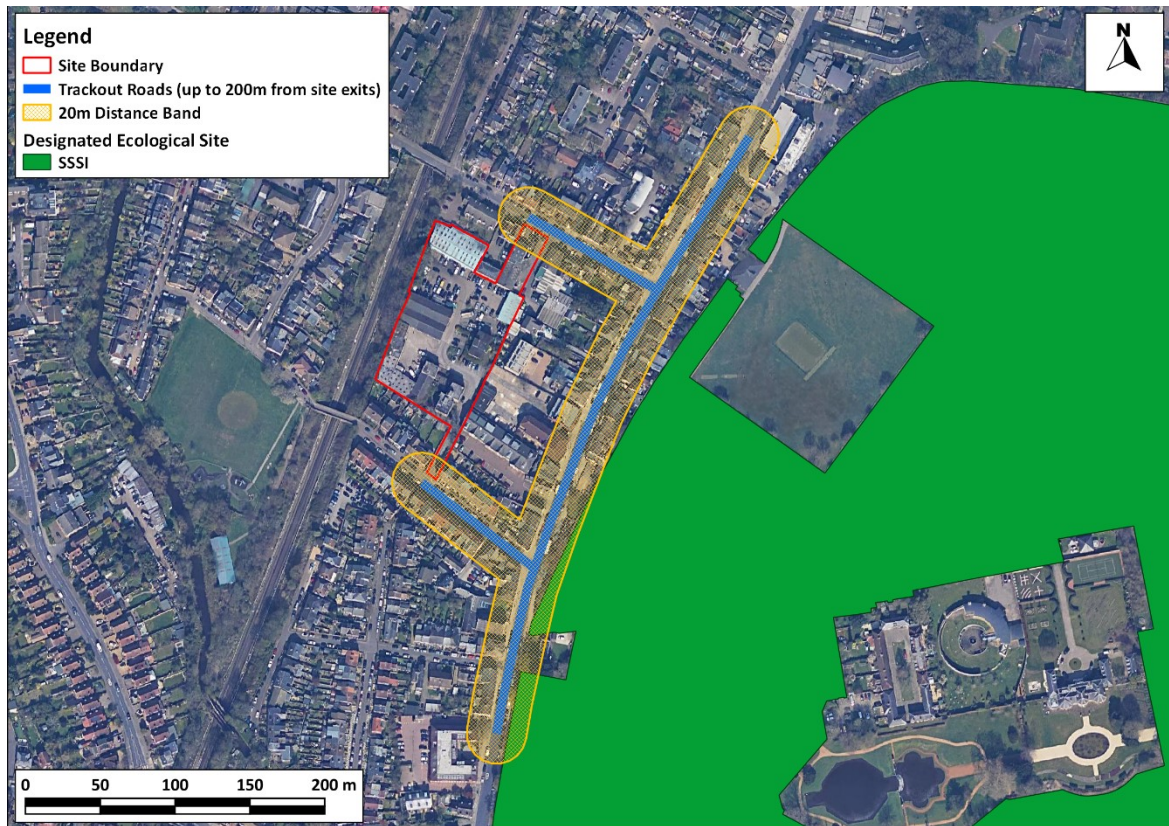 Legend
Site Boundary
Trackout Roads (up to 200m from site exits)
20m Distance Band
Designated Ecological Site
SSSI
N
0 50 100 150 200 m